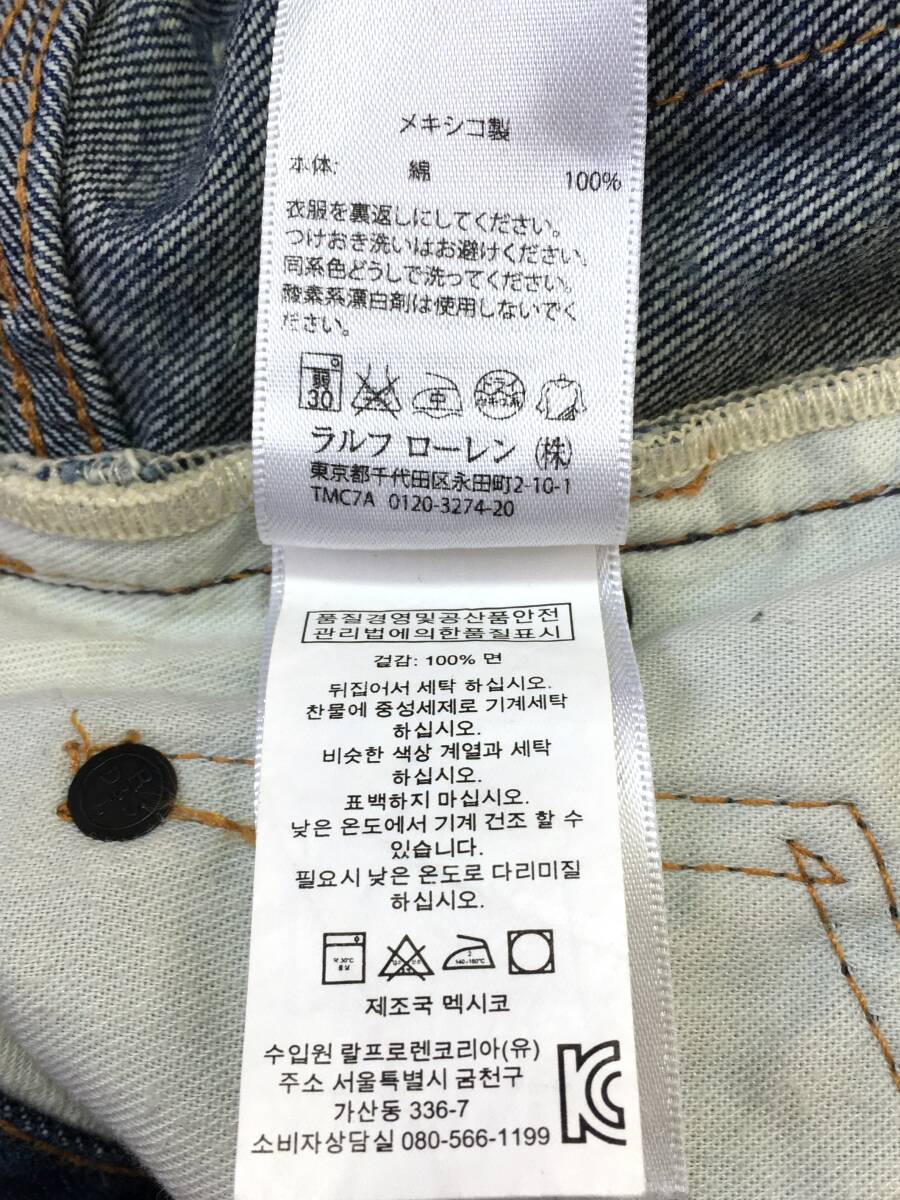 メキシコ製
本体: 綿 100%
衣服を裏返しにしてください。
つけおき洗いはお避けください。
同系色どうしで洗ってください。
酸素系漂白剤は使用しないでく
ださい。
弱
30
中
ドライ
ラルフ ローレン (株)
東京都千代田区永田町2-10-1
TMC7A 0120-3274-20
품질경영및공산품안전
관리법에의한품질표시
겉감: 100% 면
뒤집어서 세탁 하십시오.
찬물에 중성세제로 기계세탁
하십시오.
비슷한 색상 계열과 세탁
하십시오.
표백하지 마십시오.
낮은 온도에서 기계 건조 할 수
있습니다.
필요시 낮은 온도로 다리미질
하십시오.
약 30°C
중성
2
140~160°C
제조국 멕시코
수입원 랄프로렌코리아(유)
주소 서울특별시 굼천구
가산동 336-7
소비자상담실 080-566-1199